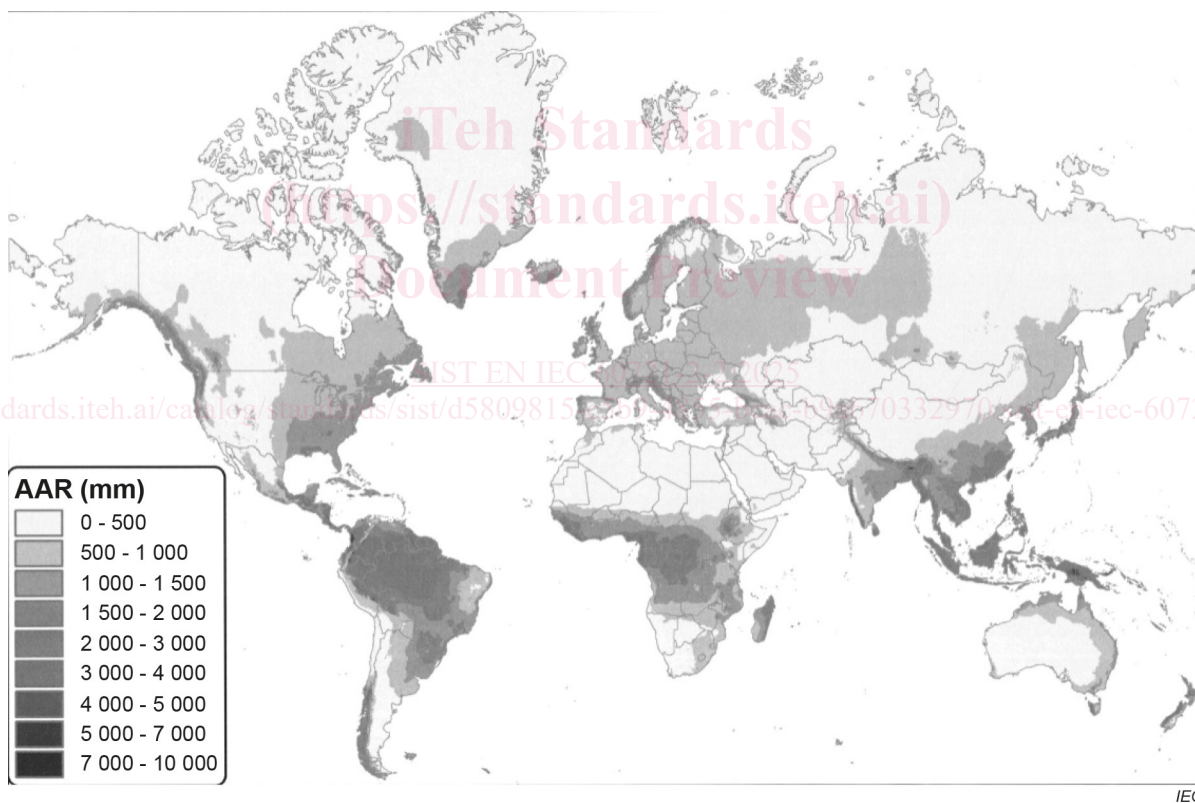 iTeh Standards
(https://standards.iteh.ai)
Document Preview
AAR (mm)
0 - 500
500 - 1 000
1 000 - 1 500
1 500 - 2 000
2 000 - 3 000
3 000 - 4 000
4 000 - 5 000
5 000 - 7 000
7 000 - 10 000
IEC